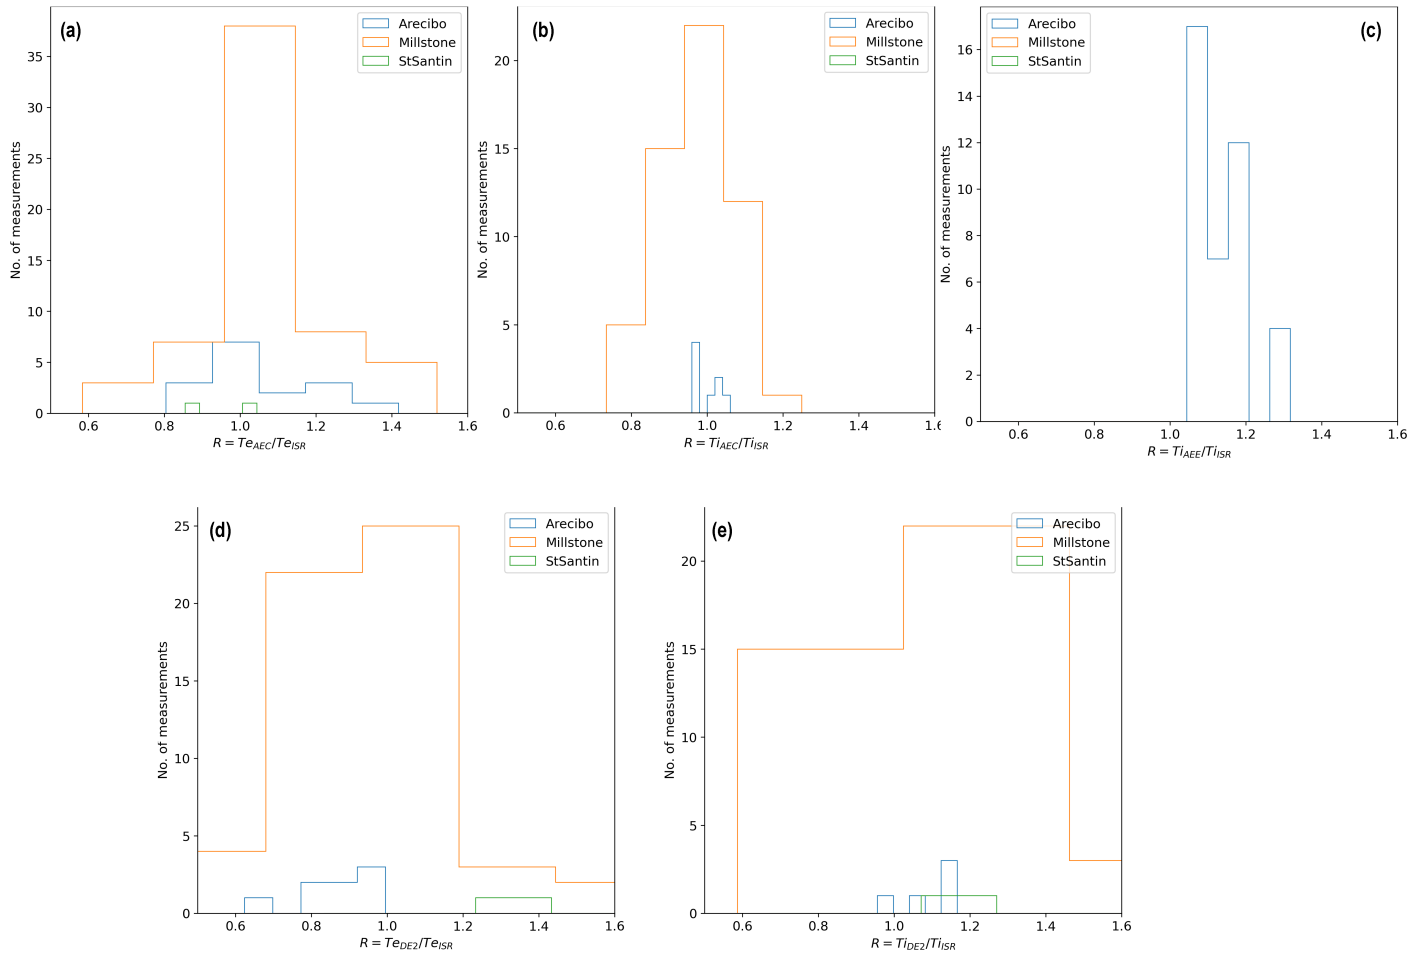 (a)
Arecibo
Millstone
StSantin
No. of measurements
35
30
25
20
15
10
5
0
0.6 0.8 1.0 1.2 1.4 1.6
R = Te_AEC/Te_ISR
(b)
Arecibo
Millstone
StSantin
No. of measurements
20
15
10
5
0
0.6 0.8 1.0 1.2 1.4 1.6
R = Ti_AEC/Ti_ISR
(c)
Arecibo
Millstone
StSantin
No. of measurements
16
14
12
10
8
6
4
2
0
0.6 0.8 1.0 1.2 1.4 1.6
R = Ti_AEE/Ti_ISR
(d)
Arecibo
Millstone
StSantin
No. of measurements
25
20
15
10
5
0
0.6 0.8 1.0 1.2 1.4 1.6
R = Te_DE2/Te_ISR
(e)
Arecibo
Millstone
StSantin
No. of measurements
20
15
10
5
0
0.6 0.8 1.0 1.2 1.4 1.6
R = Ti_DE2/Ti_ISR